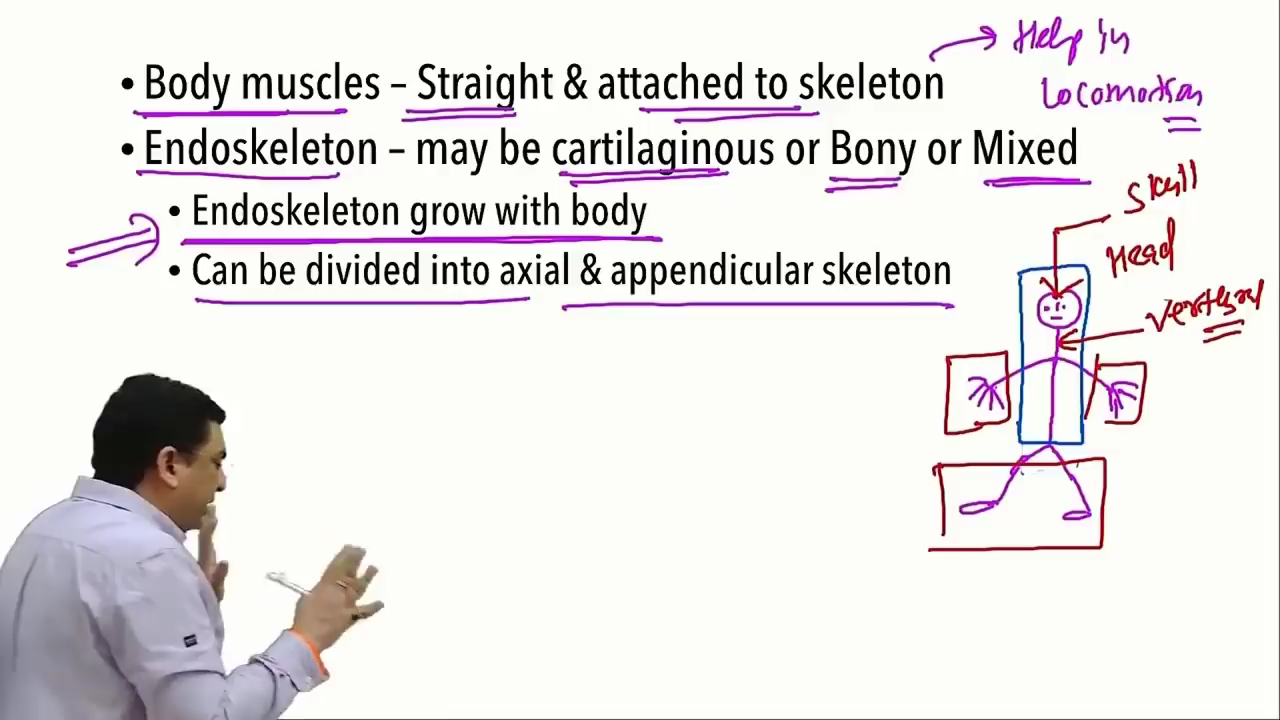 • Body muscles – Straight & attached to skeleton
→ Help in
Locomotion
• Endoskeleton – may be cartilaginous or Bony or Mixed
• Endoskeleton grow with body
• Can be divided into axial & appendicular skeleton
Skull
Head